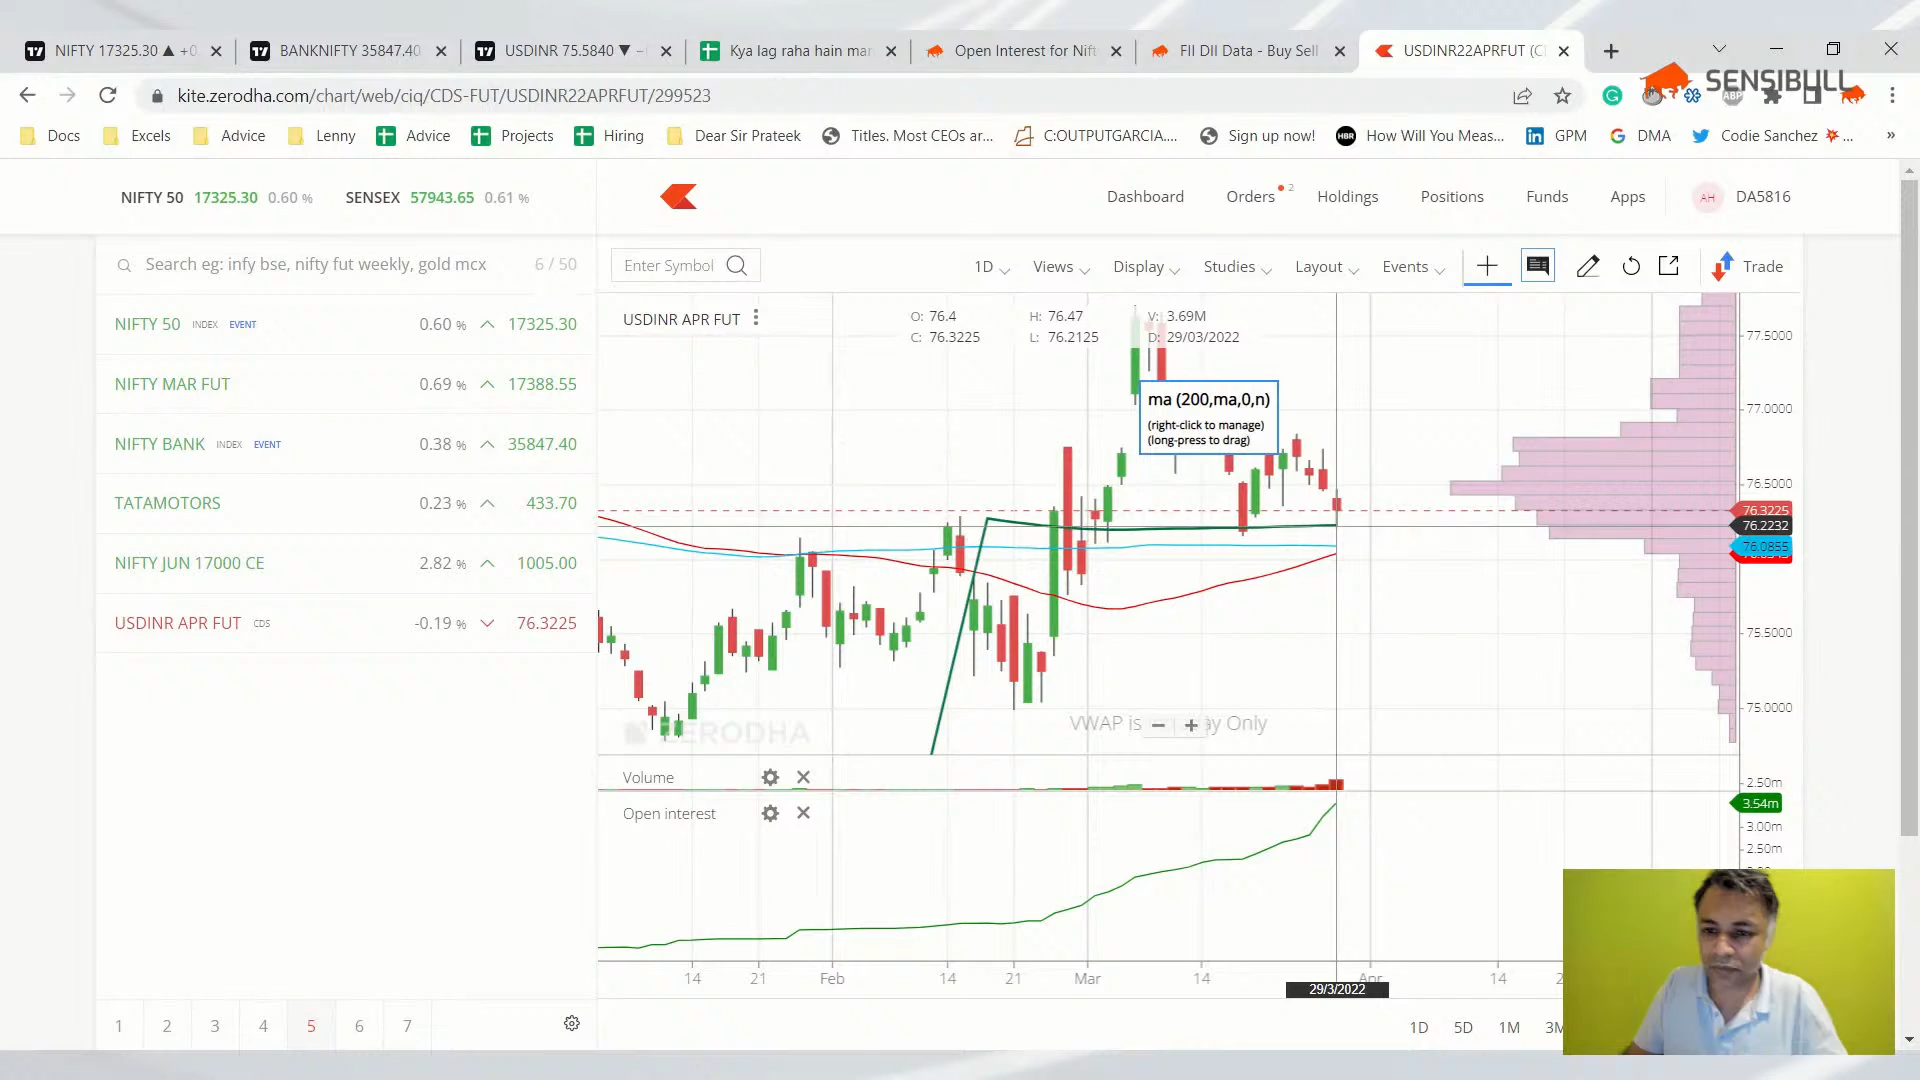 NIFTY 17325.30 ▲ +0.
BANKNIFTY 35847.40
USDINR 75.5840 ▼ −
Kya lag raha hain mar
Open Interest for Nift
FII DII Data - Buy Sell
USDINR22APRFUT (C
SENSIBULL
kite.zerodha.com/chart/web/ciq/CDS-FUT/USDINR22APRFUT/299523
ABP
Docs
Excels
Advice
Lenny
Advice
Projects
Hiring
Dear Sir Prateek
Titles. Most CEOs ar...
C:OUTPUTGARCIA....
Sign up now!
HBR
How Will You Meas...
GPM
DMA
Codie Sanchez
...
»
NIFTY 50 17325.30 0.60 %
SENSEX 57943.65 0.61 %
Dashboard
Orders 2
Holdings
Positions
Funds
Apps
AH
DA5816
Search eg: infy bse, nifty fut weekly, gold mcx
6 / 50
Enter Symbol
1D
Views
Display
Studies
Layout
Events
Trade
NIFTY 50 INDEX EVENT 0.60 % 17325.30
NIFTY MAR FUT 0.69 % 17388.55
NIFTY BANK INDEX EVENT 0.38 % 35847.40
TATAMOTORS 0.23 % 433.70
NIFTY JUN 17000 CE 2.82 % 1005.00
USDINR APR FUT CDS -0.19 % 76.3225
USDINR APR FUT
O: 76.4
H: 76.47
V: 3.69M
C: 76.3225
L: 76.2125
D: 29/03/2022
ma (200,ma,0,n)
(right-click to manage)
(long-press to drag)
77.5000
77.0000
76.5000
76.3225
76.2232
76.0855
75.5000
75.0000
ZERODHA
VWAP is
ay Only
Volume
2.50m
Open interest
3.54m
3.00m
2.50m
14
21
Feb
14
21
Mar
14
Apr
14
29/3/2022
1
2
3
4
5
6
7
1D
5D
1M
3M